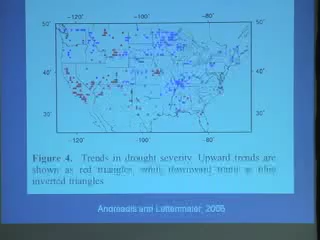 -120° -100° -80°
50° 50°
40° 40°
30° 30°
-120° -100° -80°
Figure 4. Trends in drought severity. Upward trends are
shown as red triangles, while downward trend as blue
inverted triangles
Andreadis and Lettenmaier, 2006